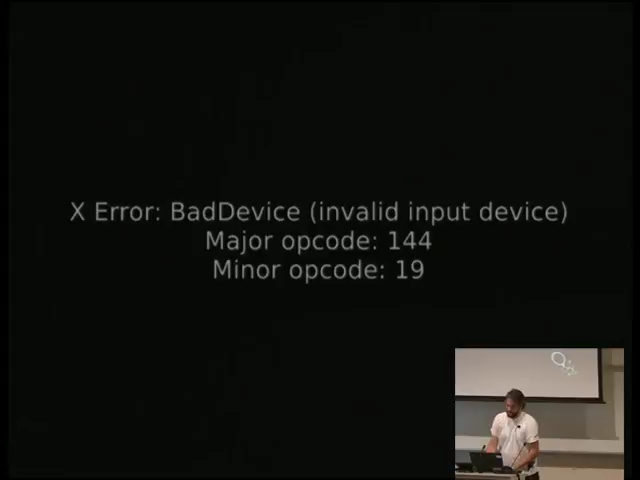 X Error: BadDevice (invalid input device)
Major opcode: 144
Minor opcode: 19